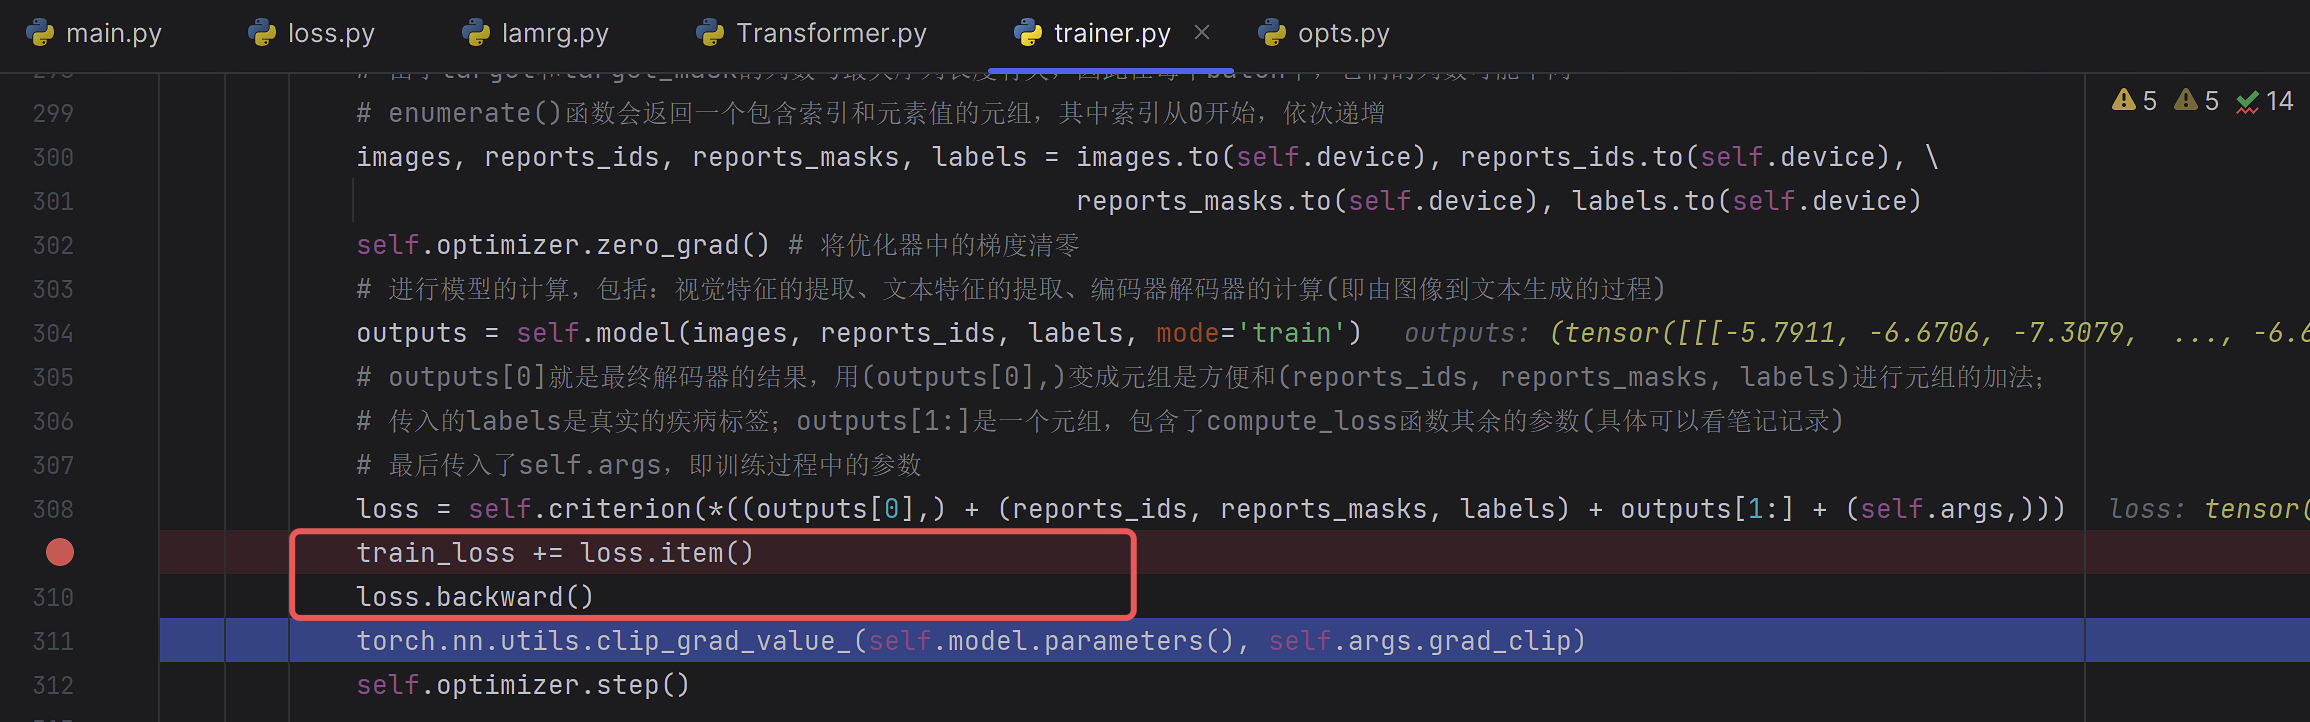 main.py loss.py lamrg.py Transformer.py trainer.py opts.py
5 5 14
299 # enumerate()函数会返回一个包含索引和元素值的元组，其中索引从0开始，依次递增
300 images, reports_ids, reports_masks, labels = images.to(self.device), reports_ids.to(self.device), \
301 reports_masks.to(self.device), labels.to(self.device)
302 self.optimizer.zero_grad() # 将优化器中的梯度清零
303 # 进行模型的计算，包括：视觉特征的提取、文本特征的提取、编码器解码器的计算(即由图像到文本生成的过程)
304 outputs = self.model(images, reports_ids, labels, mode='train') outputs: (tensor([[[-5.7911, -6.6706, -7.3079, ..., -6.6
305 # outputs[0]就是最终解码器的结果，用(outputs[0],)变成元组是方便和(reports_ids, reports_masks, labels)进行元组的加法；
306 # 传入的labels是真实的疾病标签；outputs[1:]是一个元组，包含了compute_loss函数其余的参数(具体可以看笔记记录)
307 # 最后传入了self.args，即训练过程中的参数
308 loss = self.criterion(*((outputs[0],) + (reports_ids, reports_masks, labels) + outputs[1:] + (self.args,))) loss: tensor(
train_loss += loss.item()
310 loss.backward()
311 torch.nn.utils.clip_grad_value_(self.model.parameters(), self.args.grad_clip)
312 self.optimizer.step()